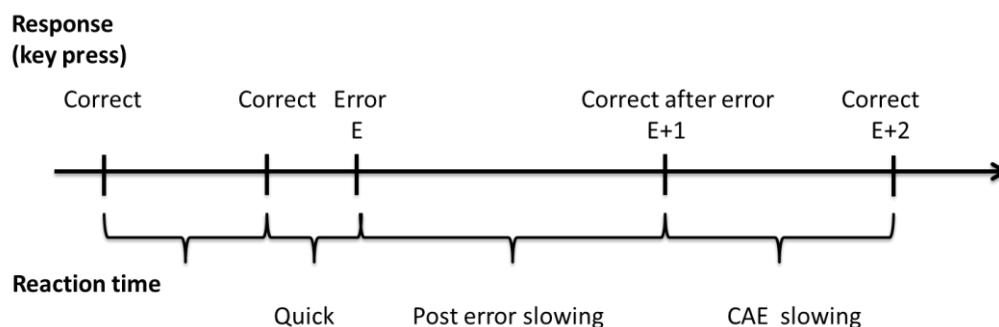 Response
(key press)
Correct Correct Error Correct after error Correct
E E+1 E+2
Reaction time
Quick Post error slowing CAE slowing